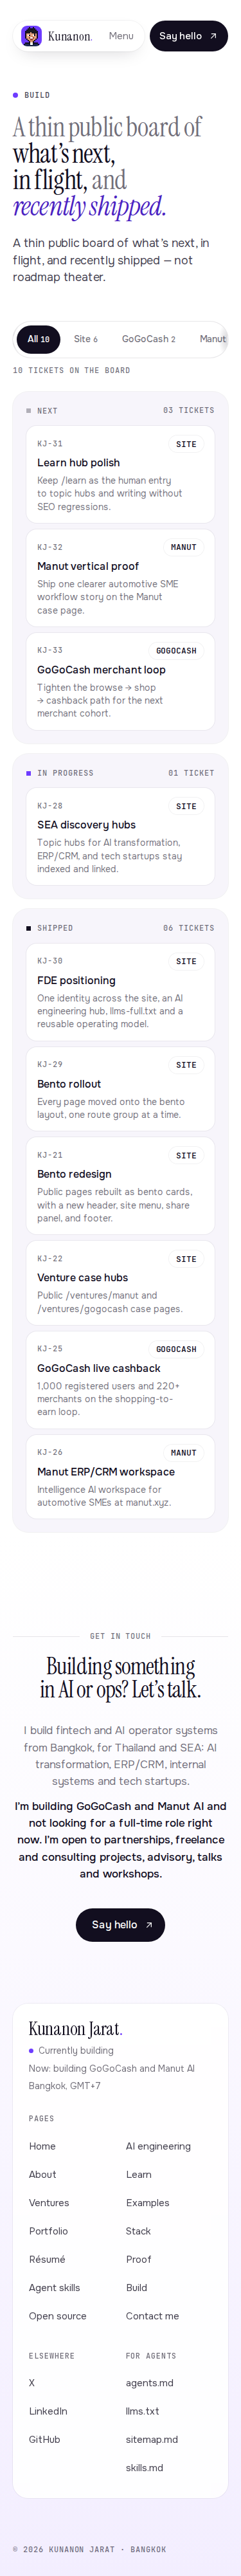 Kunanon.
Menu
Say hello ↗
BUILD
A thin public board of
what's next,
in flight, and
recently shipped.
A thin public board of what's next, in
flight, and recently shipped — not
roadmap theater.
All 10
Site 6
GoGoCash 2
Manut
10 TICKETS ON THE BOARD
NEXT
03 TICKETS
KJ-31
SITE
Learn hub polish
Keep /learn as the human entry
to topic hubs and writing without
SEO regressions.
KJ-32
MANUT
Manut vertical proof
Ship one clearer automotive SME
workflow story on the Manut
case page.
KJ-33
GOGOCASH
GoGoCash merchant loop
Tighten the browse → shop
→ cashback path for the next
merchant cohort.
IN PROGRESS
01 TICKET
KJ-28
SITE
SEA discovery hubs
Topic hubs for AI transformation,
ERP/CRM, and tech startups stay
indexed and linked.
SHIPPED
06 TICKETS
KJ-30
SITE
FDE positioning
One identity across the site, an AI
engineering hub, llms-full.txt and a
reusable operating model.
KJ-29
SITE
Bento rollout
Every page moved onto the bento
layout, one route group at a time.
KJ-21
SITE
Bento redesign
Public pages rebuilt as bento cards,
with a new header, site menu, share
panel, and footer.
KJ-22
SITE
Venture case hubs
Public /ventures/manut and
/ventures/gogocash case pages.
KJ-25
GOGOCASH
GoGoCash live cashback
1,000 registered users and 220+
merchants on the shopping-to-
earn loop.
KJ-26
MANUT
Manut ERP/CRM workspace
Intelligence AI workspace for
automotive SMEs at manut.xyz.
GET IN TOUCH
Building something
in AI or ops? Let's talk.
I build fintech and AI operator systems
from Bangkok, for Thailand and SEA: AI
transformation, ERP/CRM, internal
systems and tech startups.
I'm building GoGoCash and Manut AI and
not looking for a full-time role right
now. I'm open to partnerships, freelance
and consulting projects, advisory, talks
and workshops.
Say hello ↗
Kunanon Jarat.
Currently building
Now: building GoGoCash and Manut AI
Bangkok, GMT+7
PAGES
Home
AI engineering
About
Learn
Ventures
Examples
Portfolio
Stack
Résumé
Proof
Agent skills
Build
Open source
Contact me
ELSEWHERE
FOR AGENTS
X
agents.md
LinkedIn
llms.txt
GitHub
sitemap.md
skills.md
© 2026 KUNANON JARAT · BANGKOK